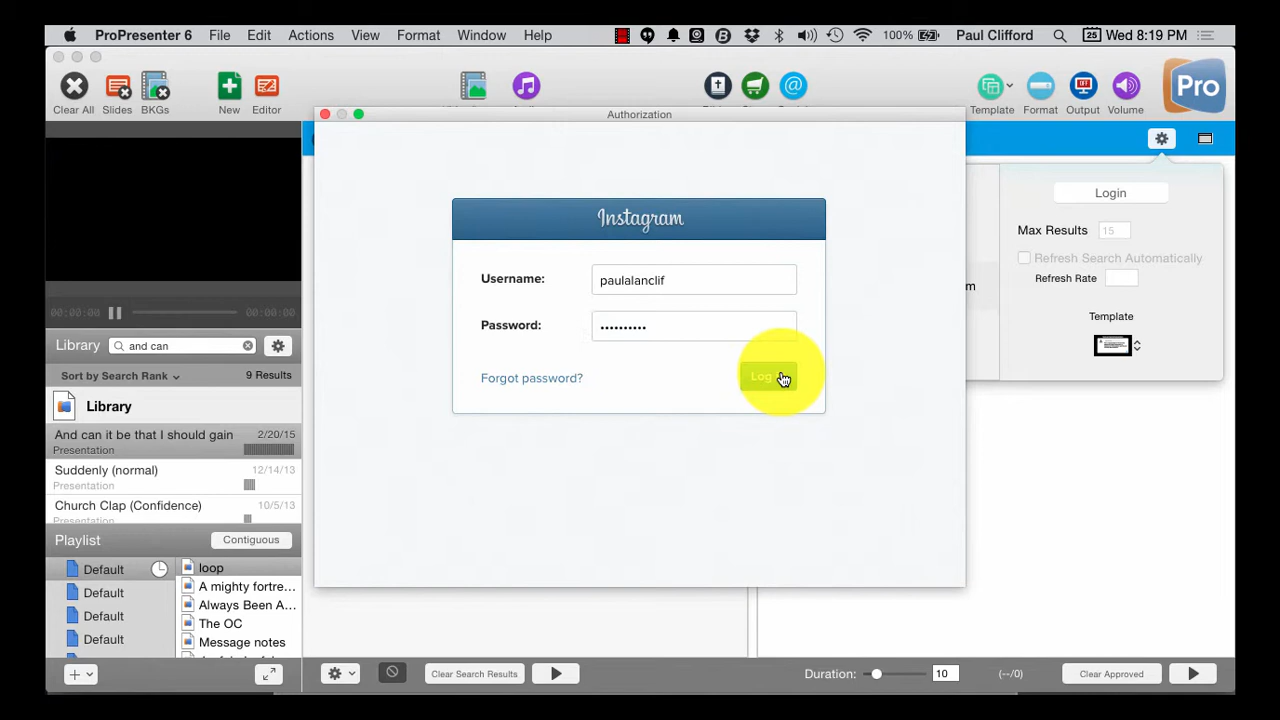 ProPresenter 6 File Edit Actions View Format Window Help 100% Paul Clifford 25 Wed 8:19 PM
Clear All Slides BKGs New Editor Template Format Output Volume Pro
Authorization
Login
Instagram
Max Results 15
Refresh Search Automatically
Refresh Rate
Username: paulalanclif
Template
Password: ••••••••••
Forgot password? Log
00:00:00
Library and can
Sort by Search Rank 9 Results
Library
And can it be that I should gain 2/20/15
Presentation
Suddenly (normal) 12/14/13
Presentation
Church Clap (Confidence) 10/5/13
Presentation
Playlist Contiguous
Default loop
A mighty fortre...
Default
Always Been A...
Default The OC
Default Message notes
Clear Search Results Duration: 10 (--/0) Clear Approved